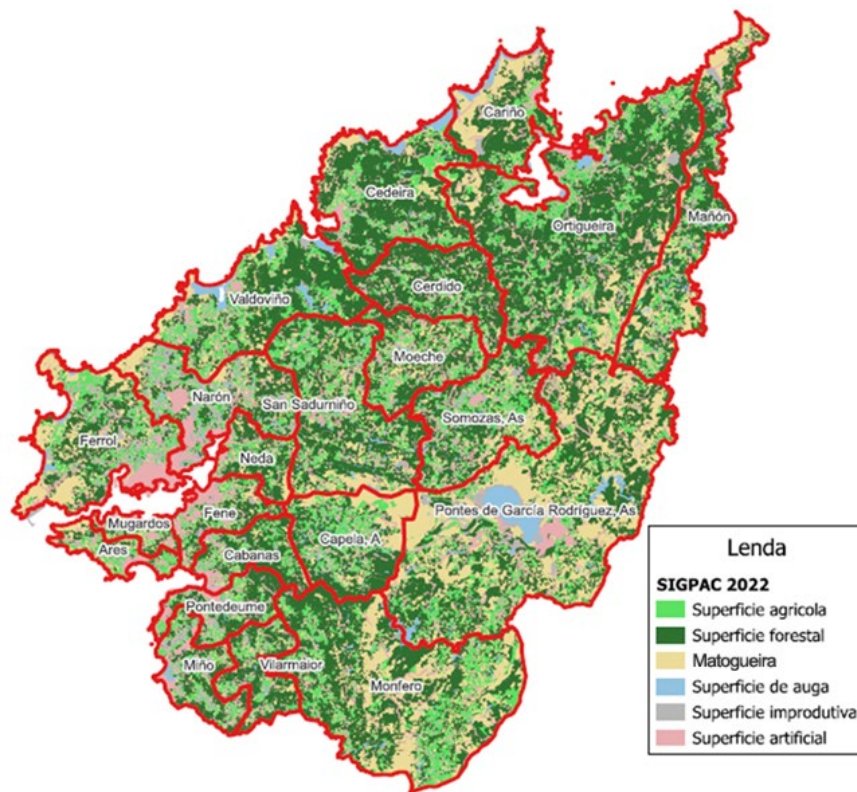 Cariño
Cedeira
Ortigueira
Mañón
Cerdido
Valdoviño
Moeche
Narón
San Sadurniño
Somozas, As
Ferrol
Neda
Pontes de García Rodríguez, As
Fene
Mugardos
Capela, A
Ares
Cabanas
Pontedeume
Miño
Vilarmaior
Monfero
Lenda
SIGPAC 2022
Superficie agricola
Superficie forestal
Matogueira
Superficie de auga
Superficie improdutiva
Superficie artificial